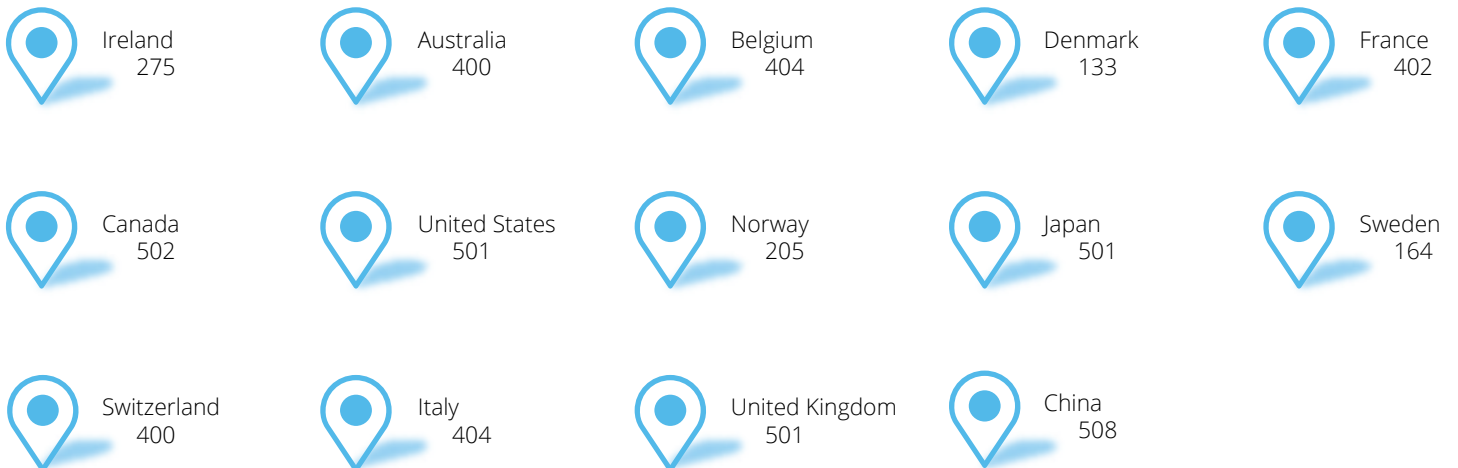 Ireland
275
Australia
400
Belgium
404
Denmark
133
France
402
Canada
502
United States
501
Norway
205
Japan
501
Sweden
164
Switzerland
400
Italy
404
United Kingdom
501
China
508